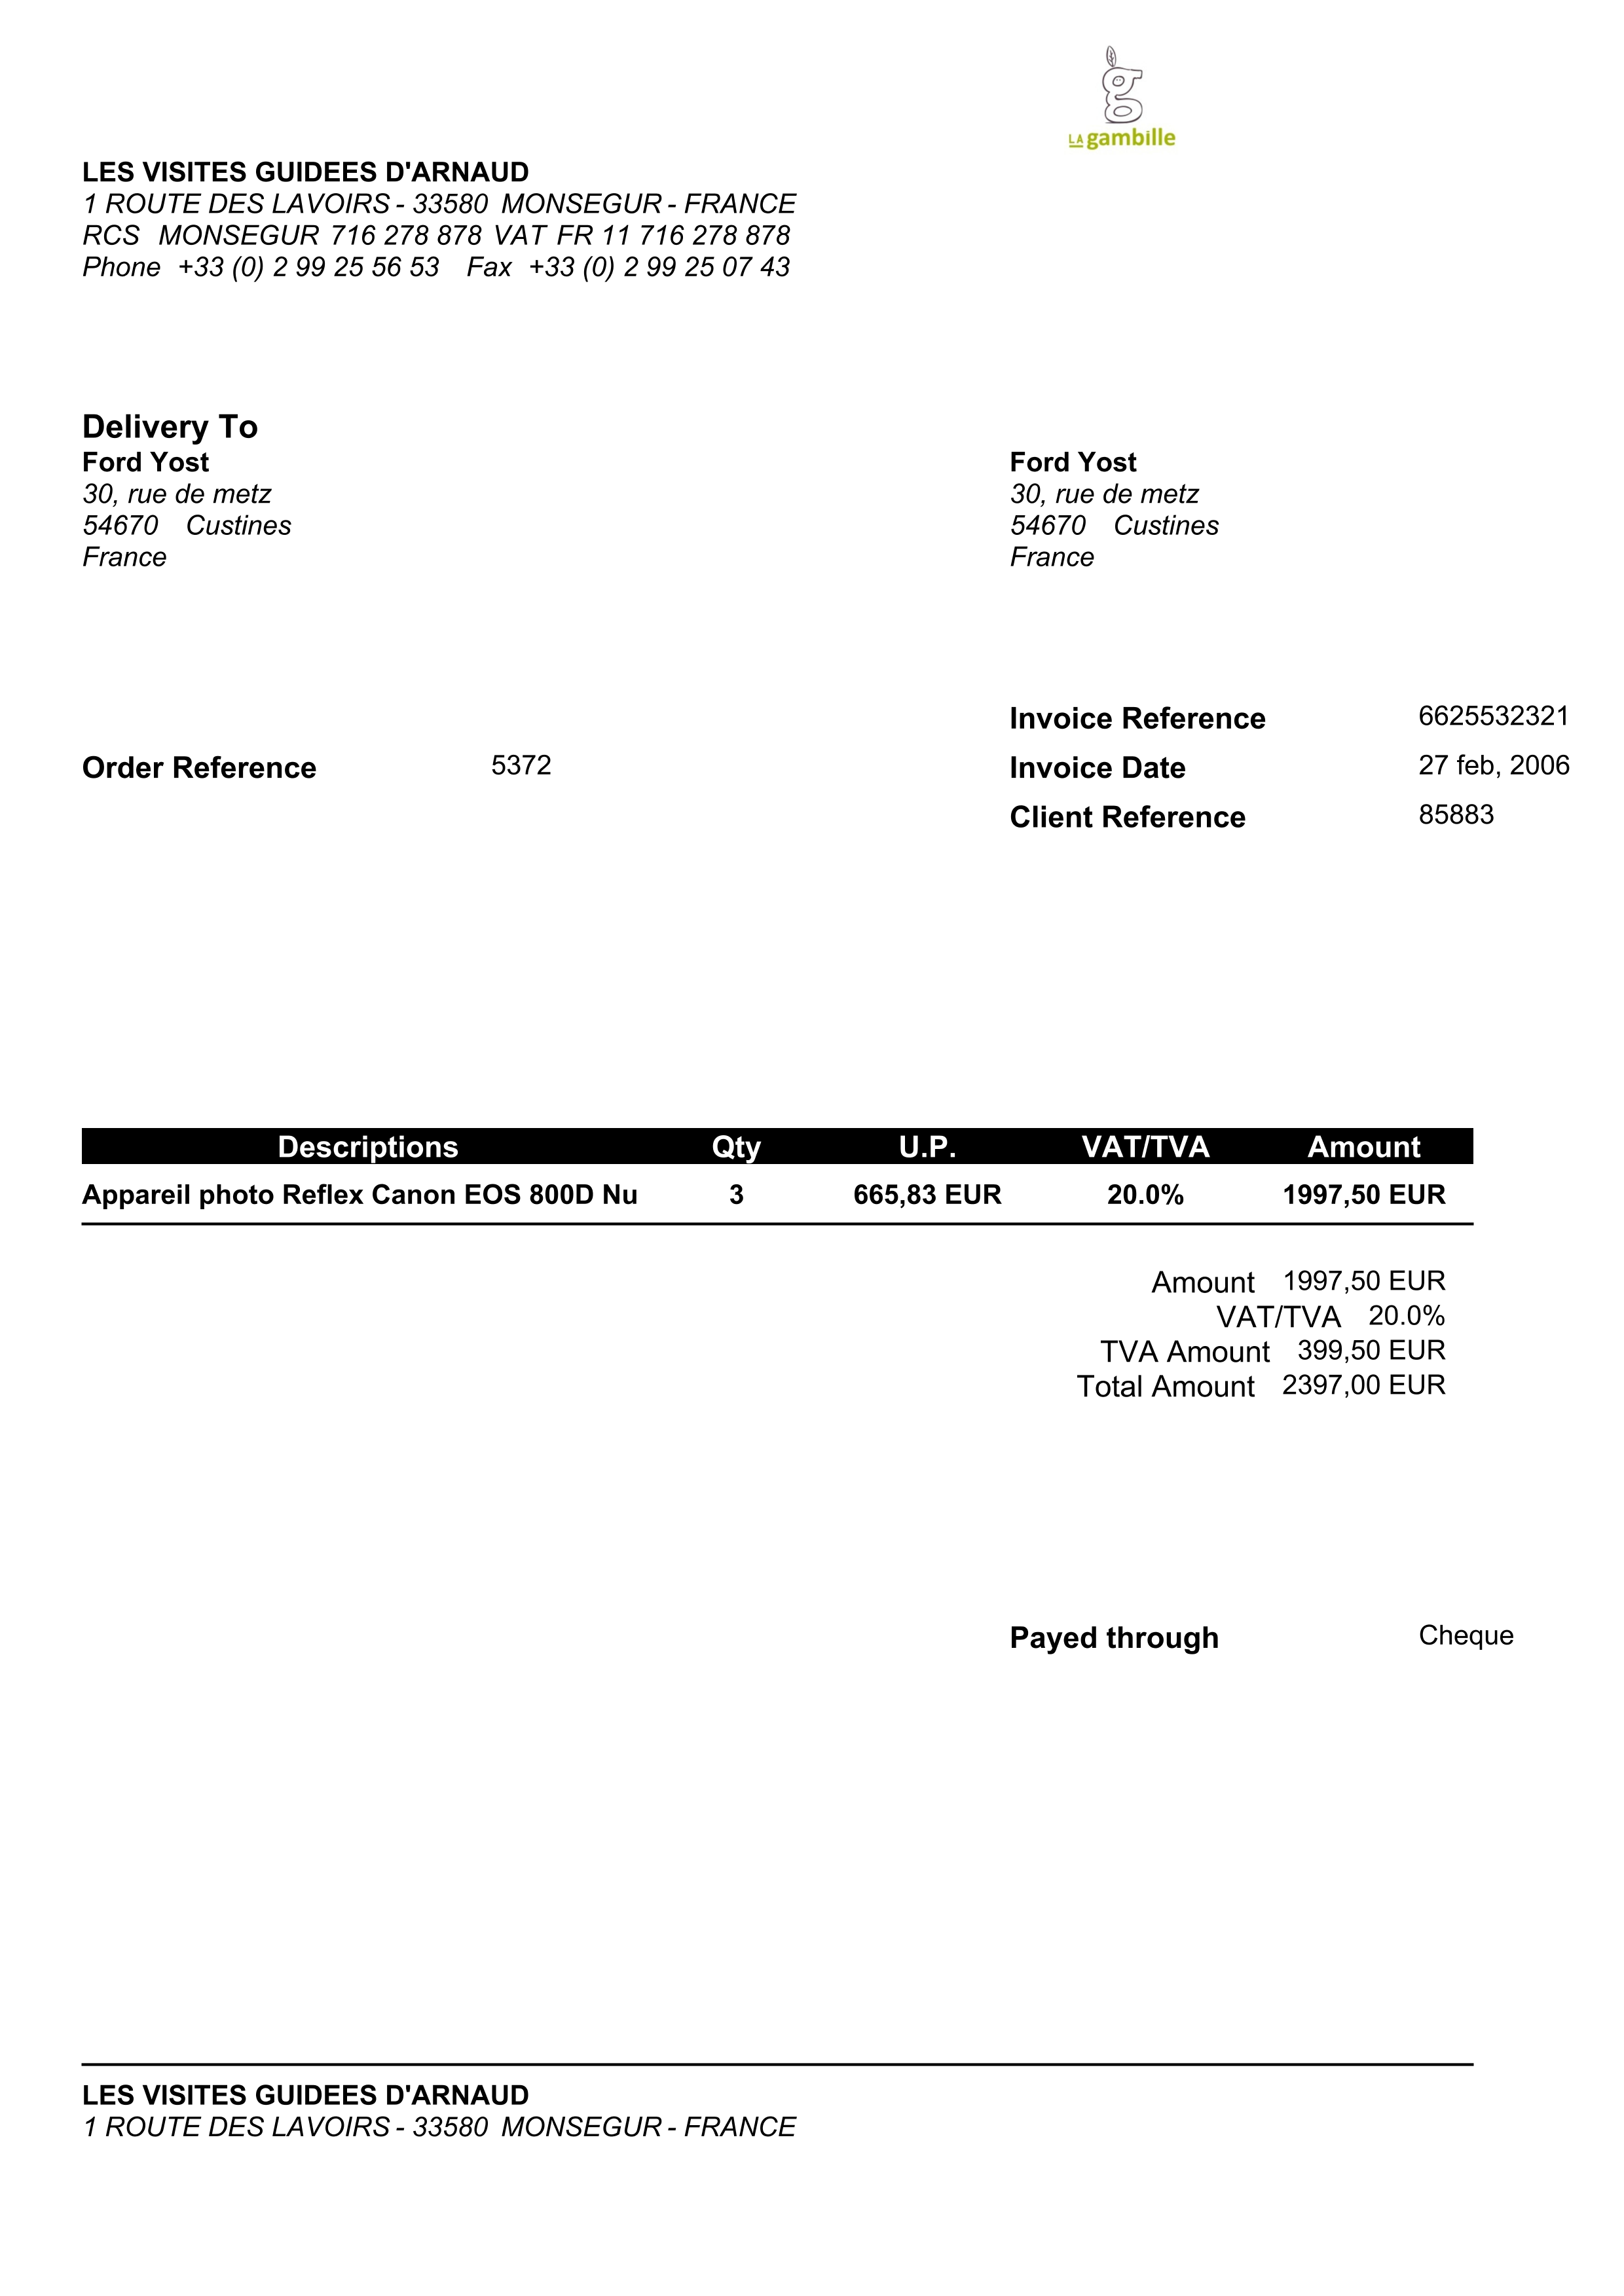 LA gambille
LES VISITES GUIDEES D'ARNAUD
1 ROUTE DES LAVOIRS - 33580 MONSEGUR - FRANCE
RCS MONSEGUR 716 278 878 VAT FR 11 716 278 878
Phone +33 (0) 2 99 25 56 53 Fax +33 (0) 2 99 25 07 43
Delivery To
Ford Yost
30, rue de metz
54670 Custines
France
Ford Yost
30, rue de metz
54670 Custines
France
Invoice Reference 6625532321
Order Reference 5372
Invoice Date 27 feb, 2006
Client Reference 85883
Descriptions Qty U.P. VAT/TVA Amount
Appareil photo Reflex Canon EOS 800D Nu 3 665,83 EUR 20.0% 1997,50 EUR
Amount 1997,50 EUR
VAT/TVA 20.0%
TVA Amount 399,50 EUR
Total Amount 2397,00 EUR
Payed through Cheque
LES VISITES GUIDEES D'ARNAUD
1 ROUTE DES LAVOIRS - 33580 MONSEGUR - FRANCE